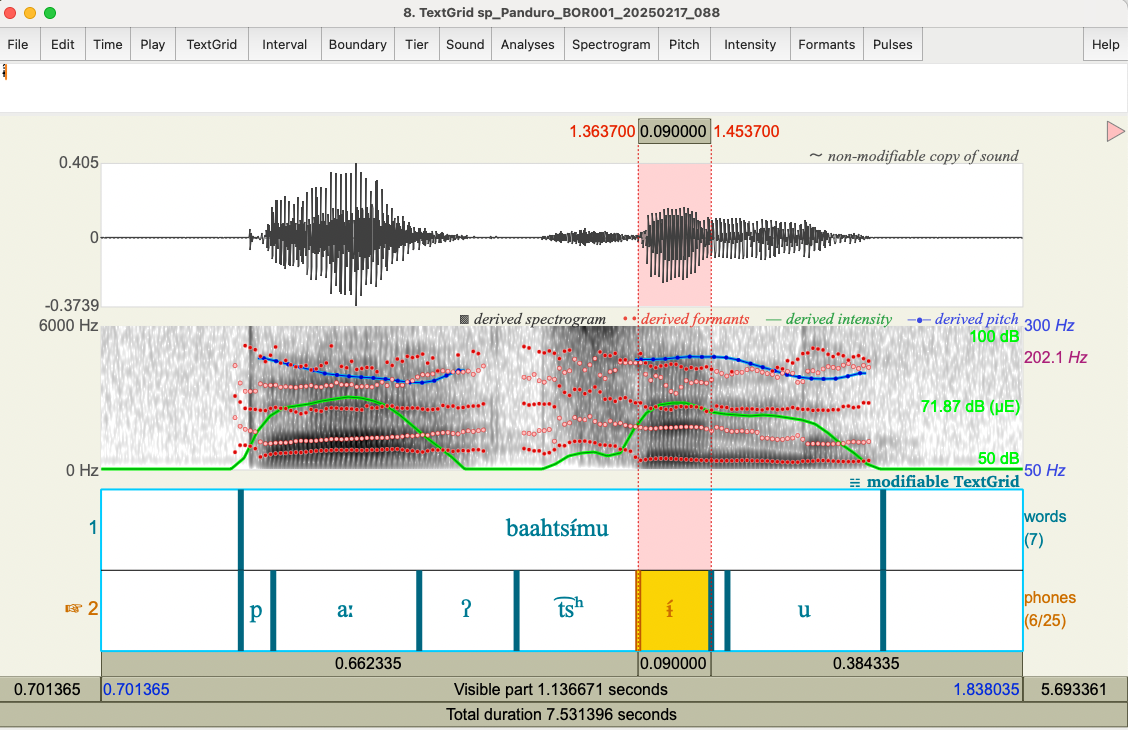 8. TextGrid sp_Panduro_BOR001_20250217_088
File Edit Time Play TextGrid Interval Boundary Tier Sound Analyses Spectrogram Pitch Intensity Formants Pulses Help
ɨ́
1.363700 0.090000 1.453700
0.405 ~ non-modifiable copy of sound
0
-0.3739
6000 Hz derived spectrogram derived formants derived intensity derived pitch 300 Hz
100 dB
202.1 Hz
71.87 dB (µE)
50 dB
0 Hz 50 Hz
modifiable TextGrid
1 baahtsɨ́mu words
(7)
☞ 2 p aː ʔ t͡sʰ ɨ́ u phones
(6/25)
0.662335 0.090000 0.384335
0.701365 0.701365 Visible part 1.136671 seconds 1.838035 5.693361
Total duration 7.531396 seconds